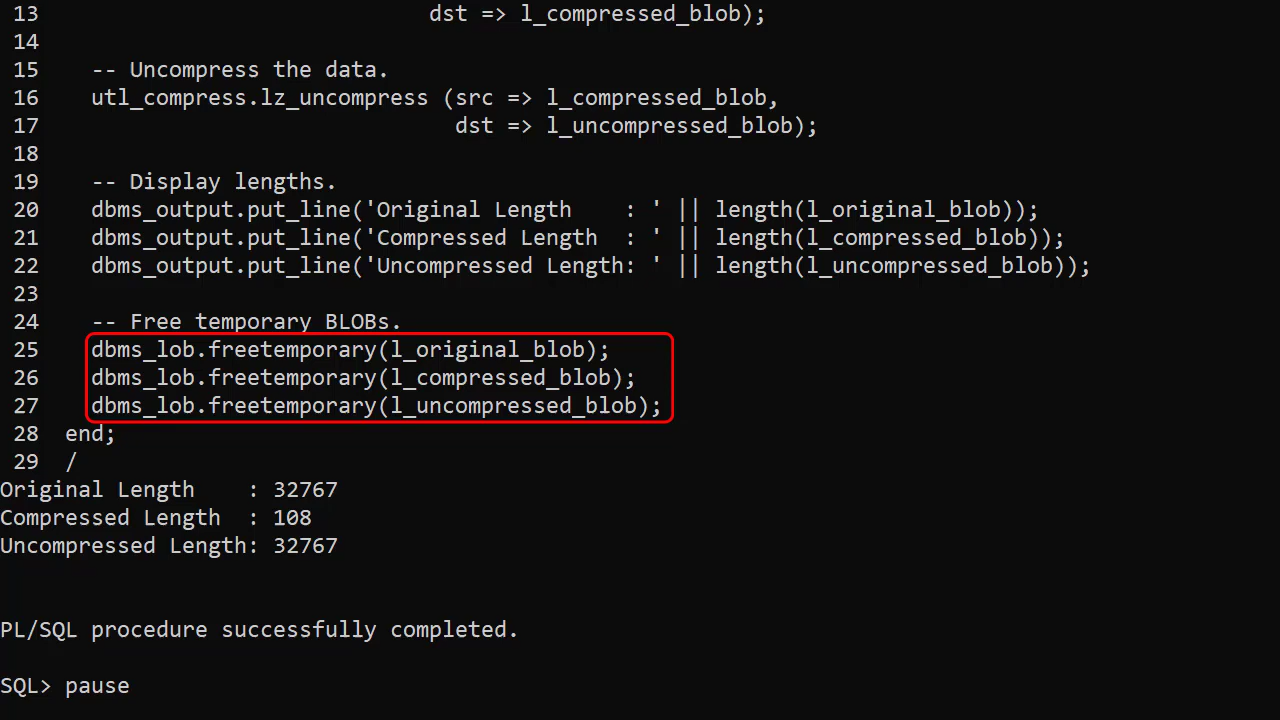 13                               dst => l_compressed_blob);
14
15    -- Uncompress the data.
16    utl_compress.lz_uncompress (src => l_compressed_blob,
17                                dst => l_uncompressed_blob);
18
19    -- Display lengths.
20    dbms_output.put_line('Original Length    : ' || length(l_original_blob));
21    dbms_output.put_line('Compressed Length  : ' || length(l_compressed_blob));
22    dbms_output.put_line('Uncompressed Length: ' || length(l_uncompressed_blob));
23
24    -- Free temporary BLOBs.
25    dbms_lob.freetemporary(l_original_blob);
26    dbms_lob.freetemporary(l_compressed_blob);
27    dbms_lob.freetemporary(l_uncompressed_blob);
28  end;
29  /
Original Length    : 32767
Compressed Length  : 108
Uncompressed Length: 32767
PL/SQL procedure successfully completed.
SQL> pause